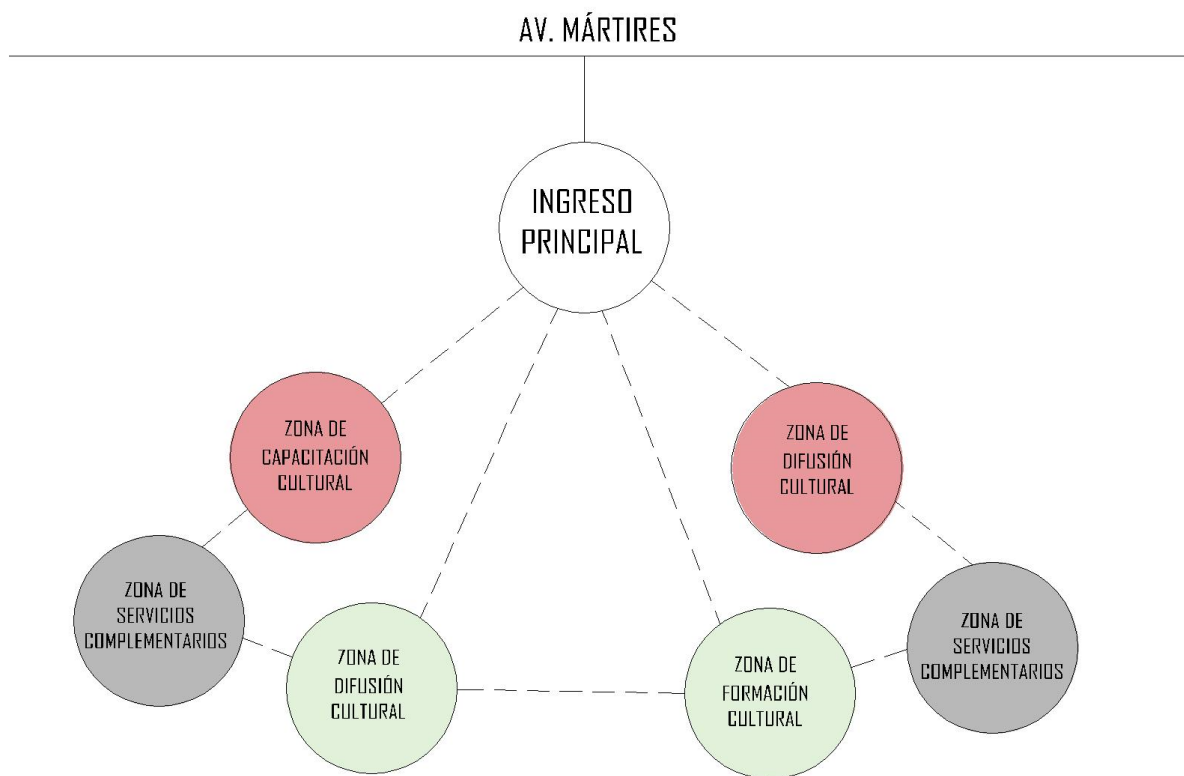 AV. MÁRTIRES
INGRESO
PRINCIPAL
ZONA DE
CAPACITACIÓN
CULTURAL
ZONA DE
DIFUSIÓN
CULTURAL
ZONA DE
SERVICIOS
COMPLEMENTARIOS
ZONA DE
DIFUSIÓN
CULTURAL
ZONA DE
FORMACIÓN
CULTURAL
ZONA DE
SERVICIOS
COMPLEMENTARIOS